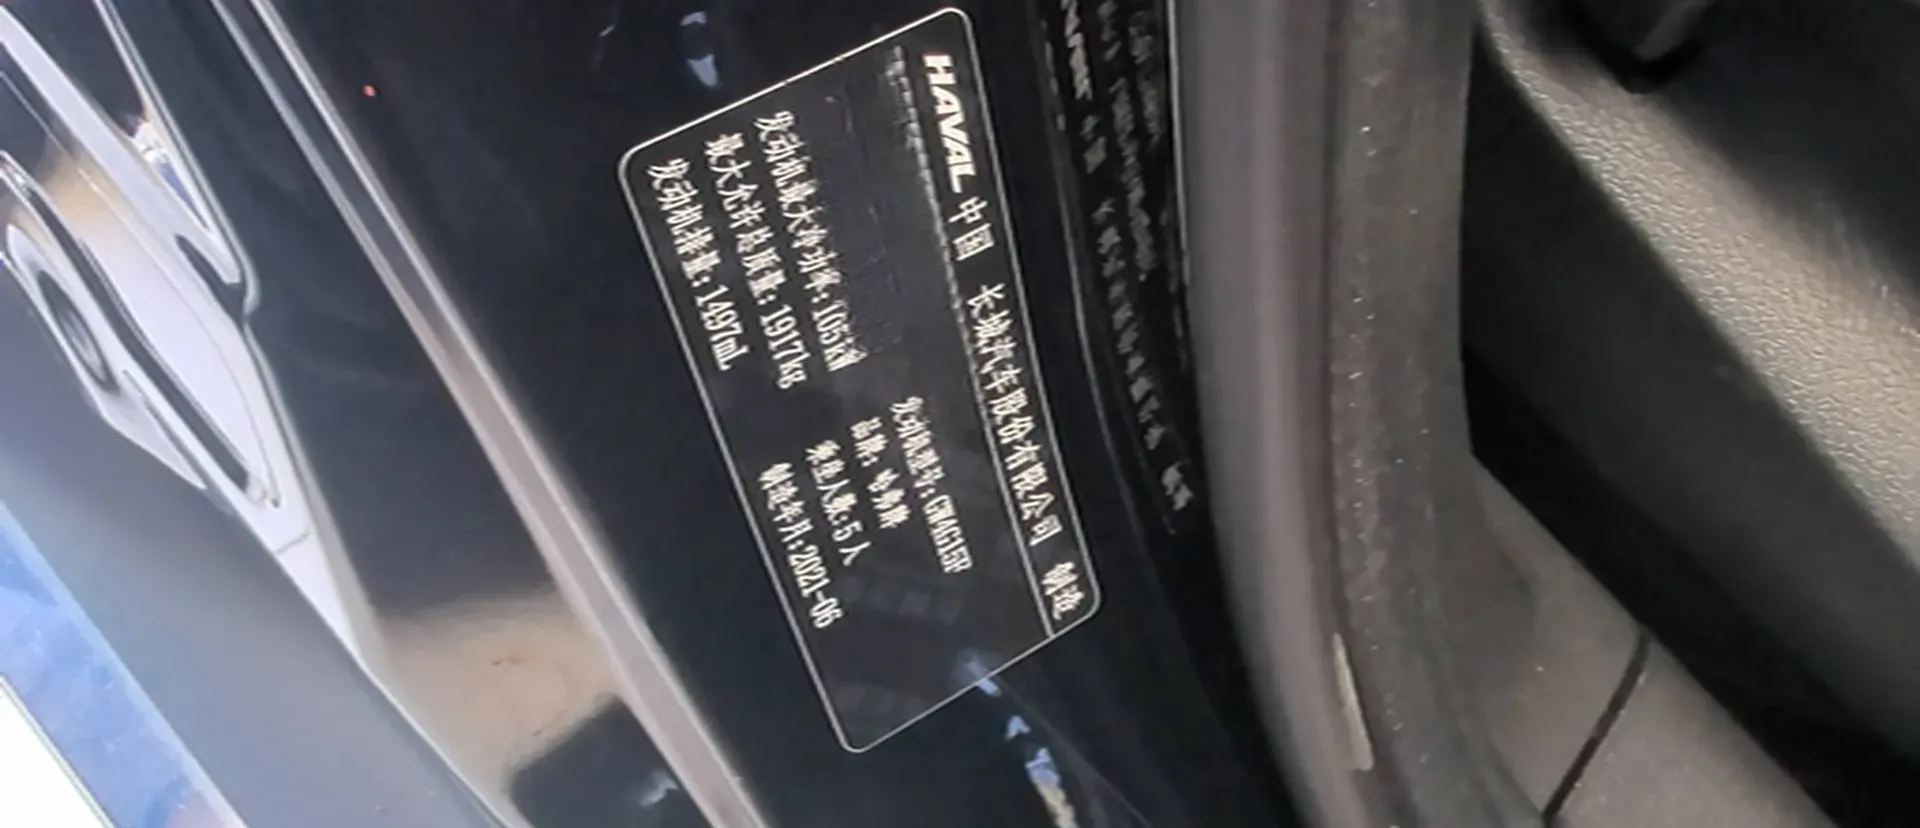 HAVAL 中国 长城汽车股份有限公司 制造
发动机型号:GW4G15F
品牌: 哈弗牌
发动机最大净功率:105kW
乘坐人数:5人
最大允许总质量:1917kg
制造年月:2021-06
发动机排量:1497mL